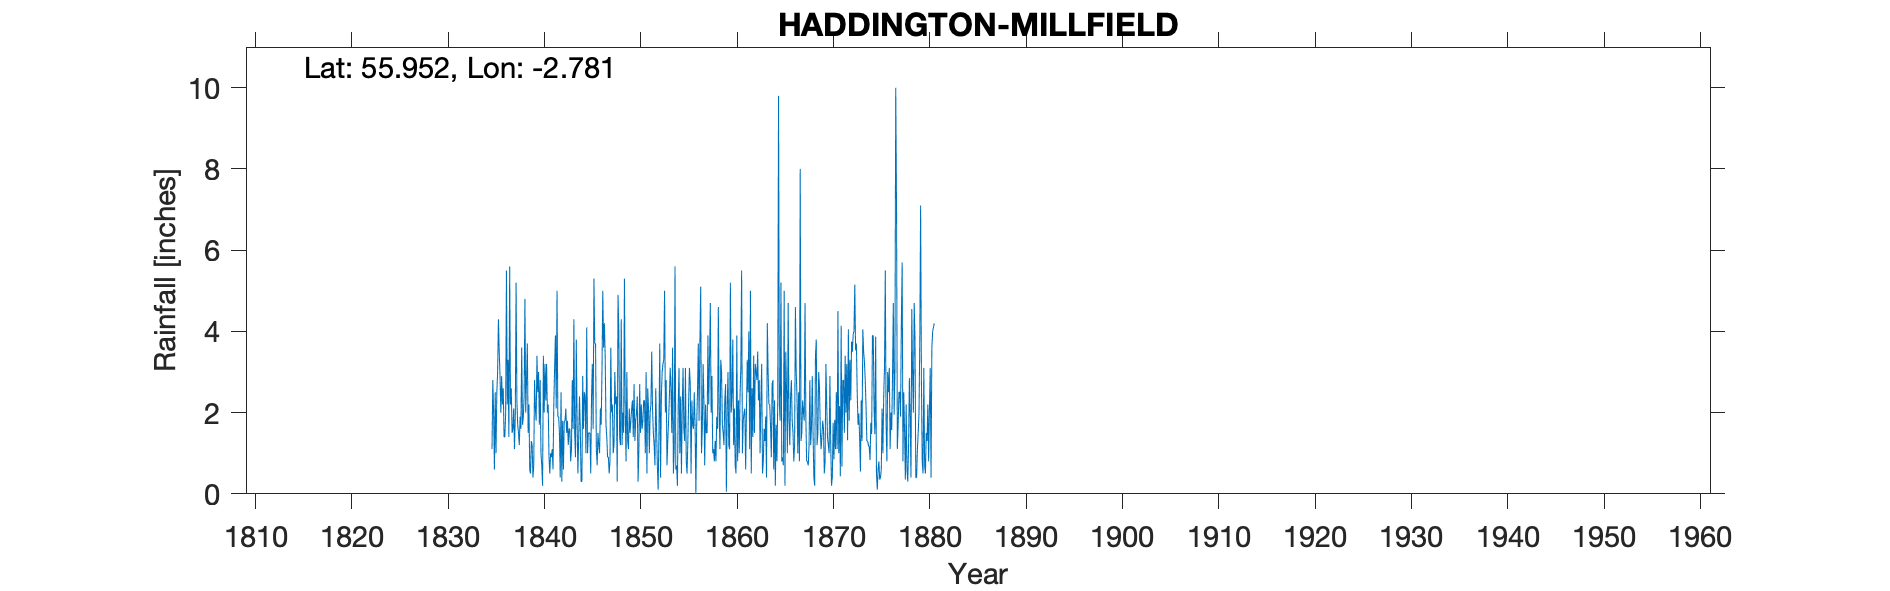 HADDINGTON-MILLFIELD
Lat: 55.952, Lon: -2.781
10
8
6
4
2
0
Rainfall [inches]
1810 1820 1830 1840 1850 1860 1870 1880 1890 1900 1910 1920 1930 1940 1950 1960
Year